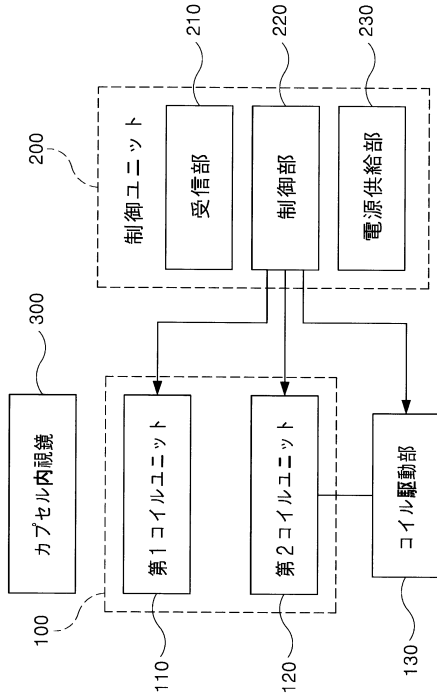 300
カプセル内視鏡
100
110
第1コイルユニット
120
第2コイルユニット
130
コイル駆動部
200
制御ユニット
受信部
210
制御部
220
電源供給部
230